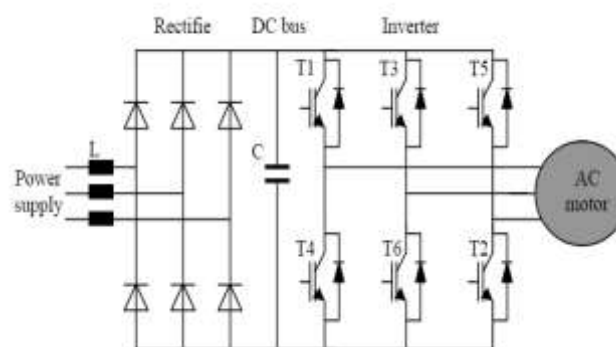 Rectifie DC bus Inverter
T1 T3 T5
L
C
Power
supply
AC
motor
T4 T6 T2